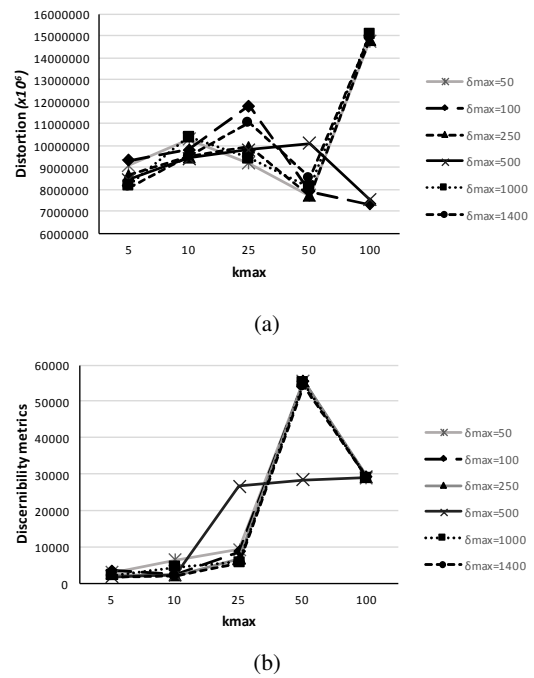 16000000
15000000
14000000
13000000
12000000
11000000
10000000
9000000
8000000
7000000
6000000
Distortion (x10⁶)
5 10 25 50 100
kmax
δmax=50
δmax=100
δmax=250
δmax=500
δmax=1000
δmax=1400
(a)
60000
50000
40000
30000
20000
10000
0
Discernibility metrics
5 10 25 50 100
kmax
δmax=50
δmax=100
δmax=250
δmax=500
δmax=1000
δmax=1400
(b)